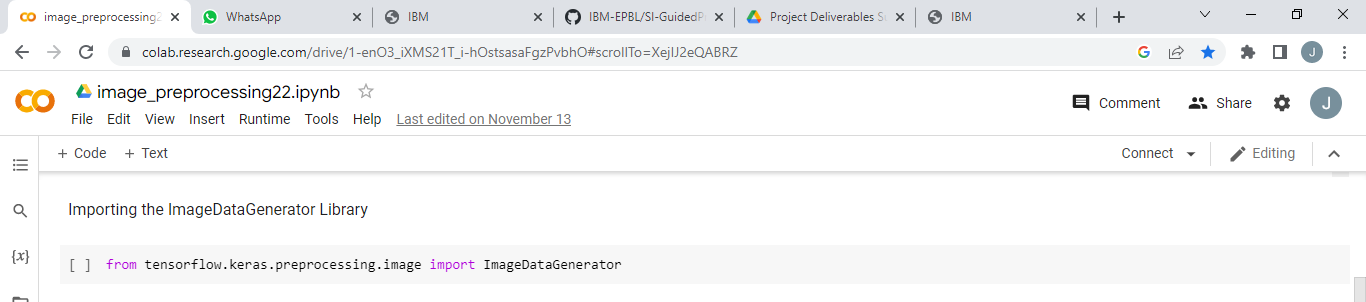 image_preprocessing2
WhatsApp
IBM
IBM-EPBL/SI-GuidedP
Project Deliverables S
IBM
colab.research.google.com/drive/1-enO3_iXMS21T_i-hOstsasaFgzPvbhO#scrollTo=XejIJ2eQABRZ
G
J
CO
image_preprocessing22.ipynb
Comment
Share
J
File Edit View Insert Runtime Tools Help Last edited on November 13
+ Code + Text
Connect
Editing
Importing the ImageDataGenerator Library
{x}
[ ] from tensorflow.keras.preprocessing.image import ImageDataGenerator